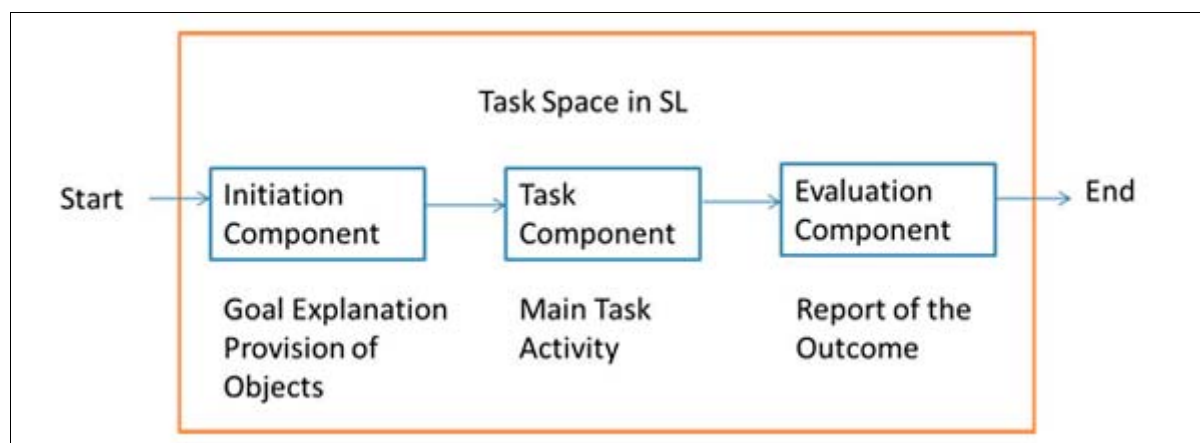 Task Space in SL
Start
Initiation
Component
Task
Component
Evaluation
Component
End
Goal Explanation
Provision of
Objects
Main Task
Activity
Report of the
Outcome